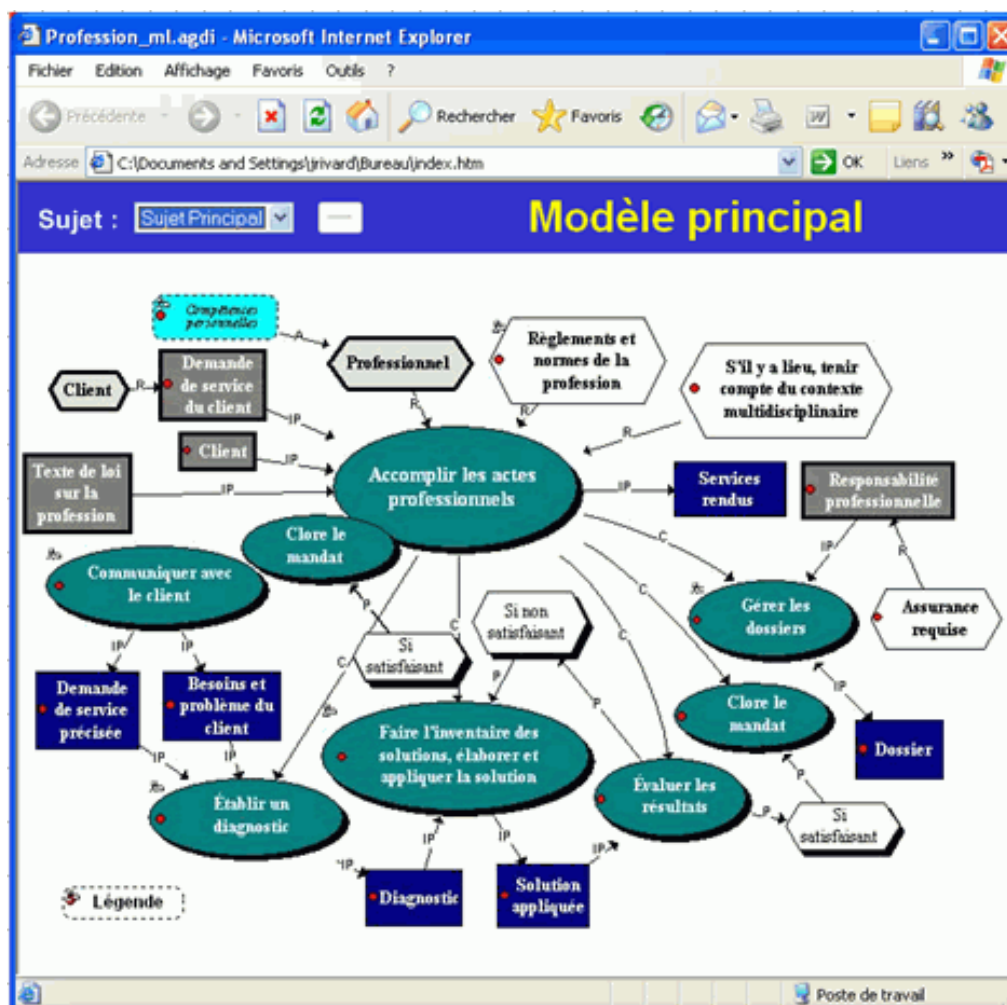 Profession_ml.agdi - Microsoft Internet Explorer
Fichier Edition Affichage Favoris Outils ?
Précédente Rechercher Favoris
Adresse C:\Documents and Settings\jrivard\Bureau\index.htm OK Liens »
Sujet : Sujet Principal
Modèle principal
Compétences
personnelles
A
Professionnel
R
Règlements et
normes de la
profession
R
S'il y a lieu, tenir
compte du contexte
multidisciplinaire
R
Client
R
Demande
de service
du client
IP
Client
IP
Texte de loi
sur la
profession
IP
Accomplir les actes
professionnels
IP
Services
rendus
Responsabilité
professionnelle
IP
R
Assurance
requise
Clore le
mandat
P
Si
satisfaisant
Communiquer avec
le client
IP
IP
Demande
de service
précisée
IP
Besoins et
problème du
client
IP
Établir un
diagnostic
C
C
C
C
C
Si non
satisfaisant
P
P
Faire l'inventaire des
solutions, élaborer et
appliquer la solution
Gérer les
dossiers
IP
Dossier
Clore le
mandat
P
Évaluer les
résultats
P
Si
satisfaisant
IP
Diagnostic
IP
IP
Solution
appliquée
IP
Légende
Poste de travail